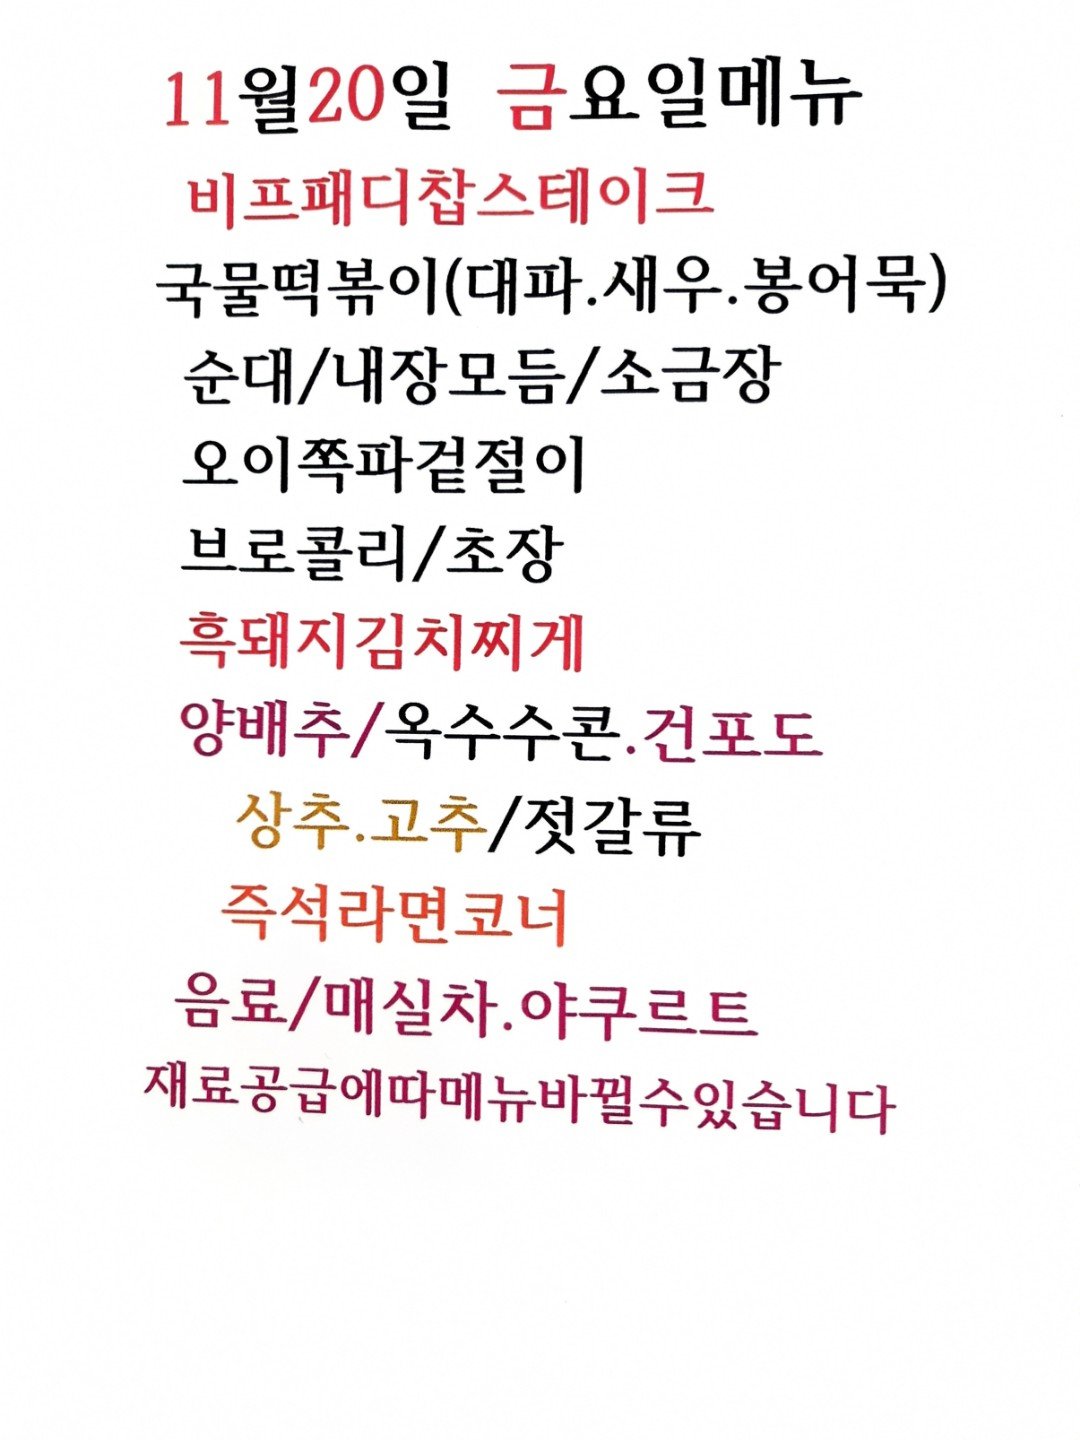 11월20일 금요일메뉴
비프패디찹스테이크
국물떡볶이(대파.새우.봉어묵)
순대/내장모듬/소금장
오이쪽파겉절이
브로콜리/초장
흑돼지김치찌게
양배추/옥수수콘.건포도
상추.고추/젓갈류
즉석라면코너
음료/매실차.야쿠르트
재료공급에따메뉴바뀔수있습니다